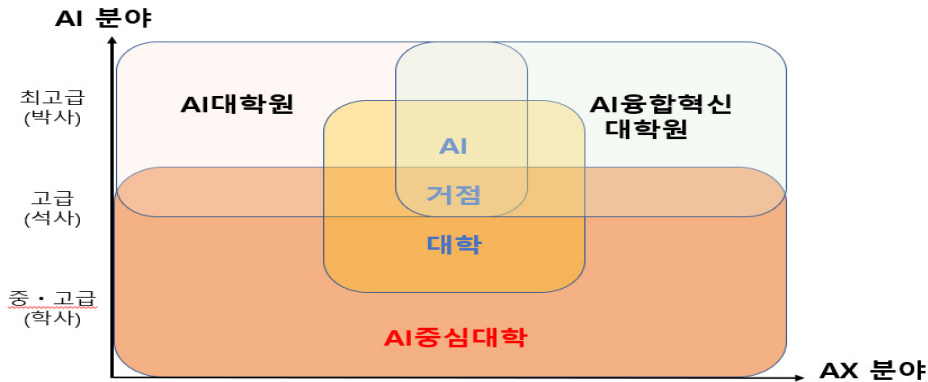 AI 분야
최고급
(박사)
AI대학원
AI융합혁신
대학원
AI
고급
(석사)
거점
대학
중·고급
(학사)
AI중심대학
AX 분야